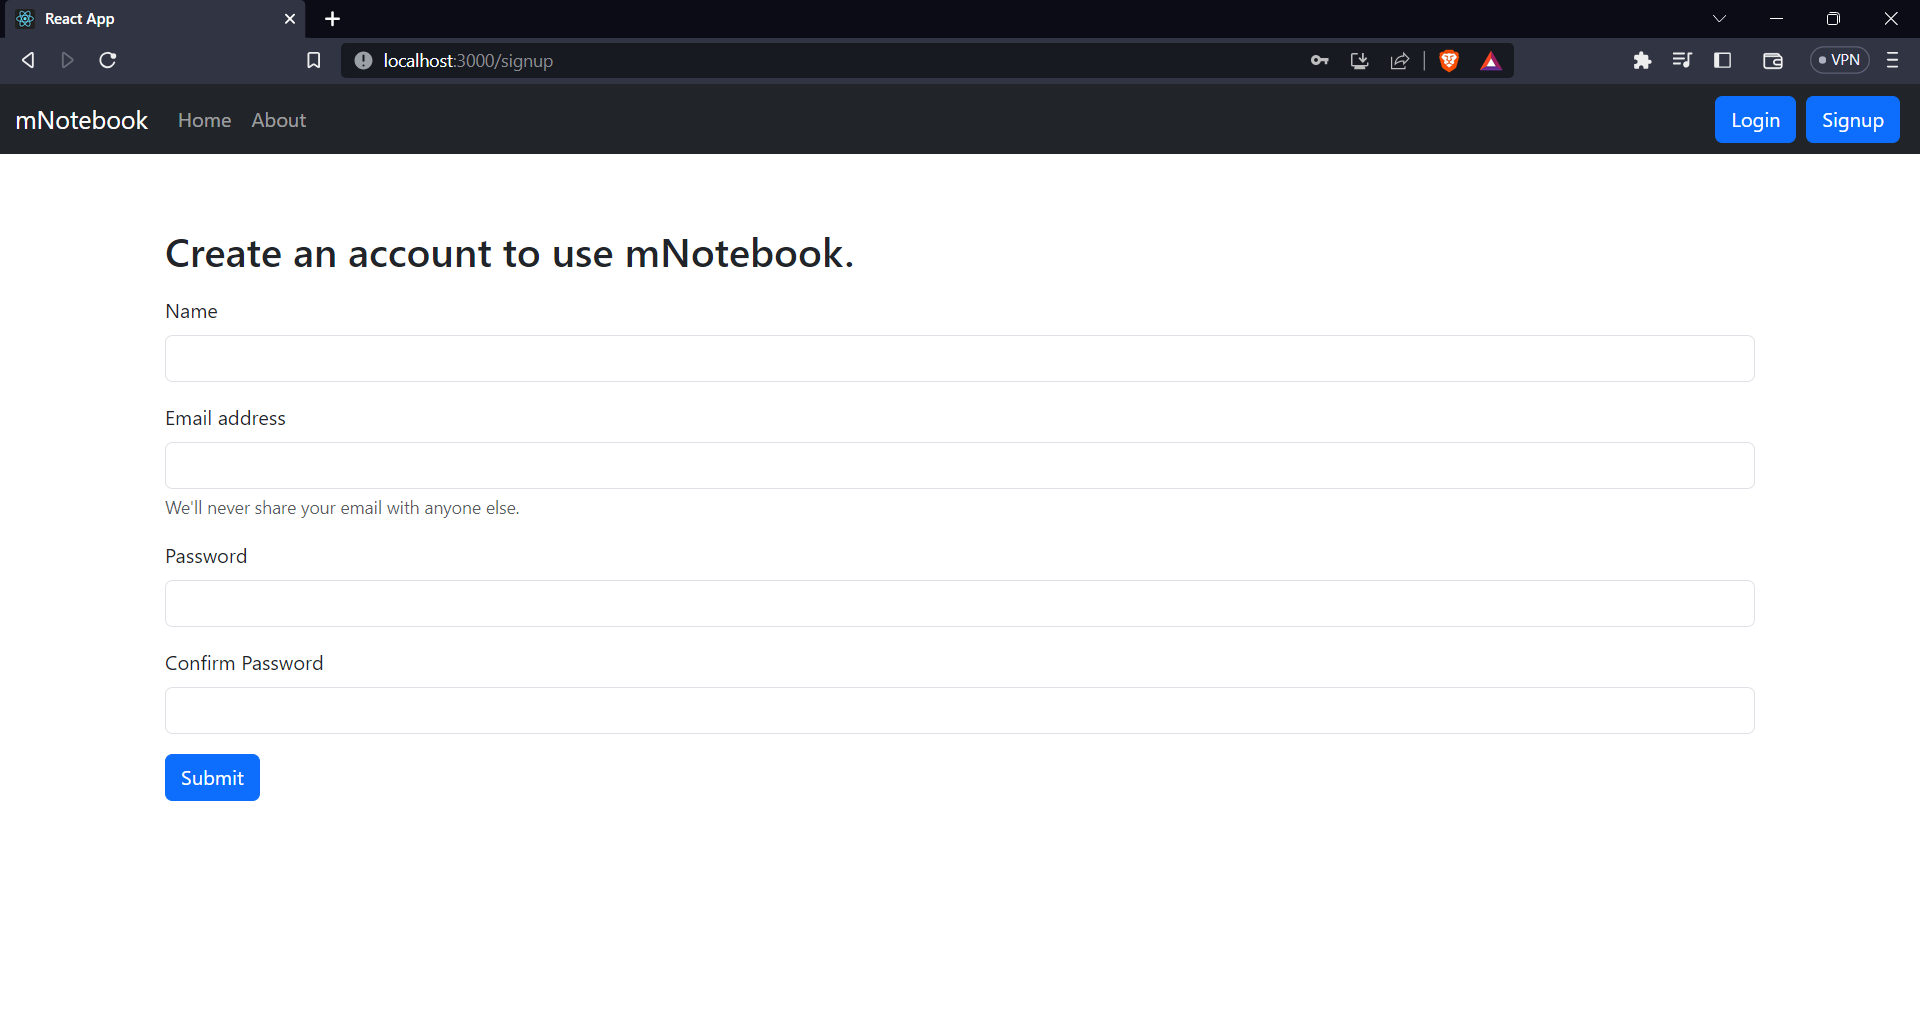 React App
localhost:3000/signup
VPN
mNotebook Home About Login Signup
Create an account to use mNotebook.
Name
Email address
We'll never share your email with anyone else.
Password
Confirm Password
Submit